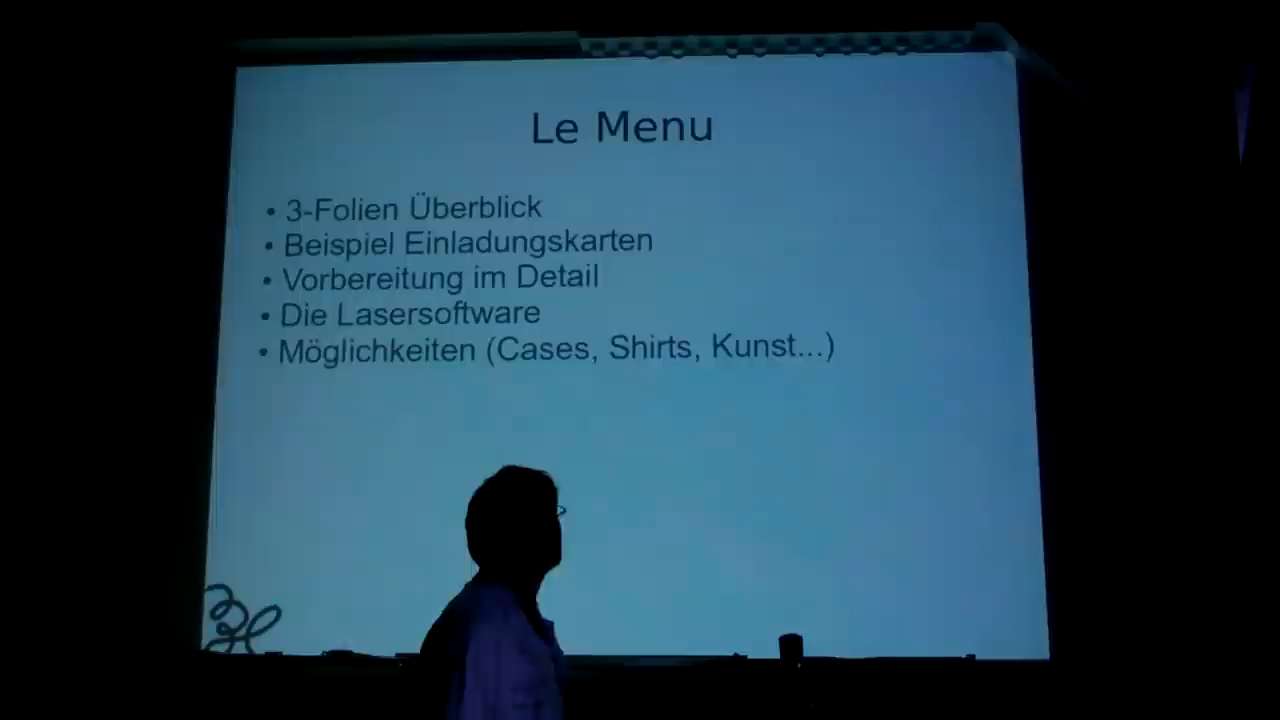 Le Menu
• 3-Folien Überblick
• Beispiel Einladungskarten
• Vorbereitung im Detail
• Die Lasersoftware
• Möglichkeiten (Cases, Shirts, Kunst...)